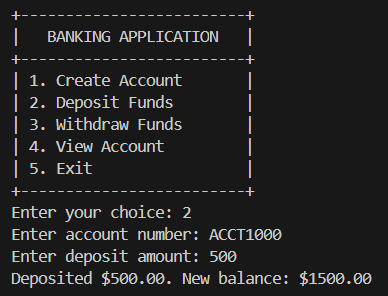 +-------------------------+
|   BANKING APPLICATION   |
+-------------------------+
| 1. Create Account       |
| 2. Deposit Funds        |
| 3. Withdraw Funds       |
| 4. View Account         |
| 5. Exit                 |
+-------------------------+
Enter your choice: 2
Enter account number: ACCT1000
Enter deposit amount: 500
Deposited $500.00. New balance: $1500.00